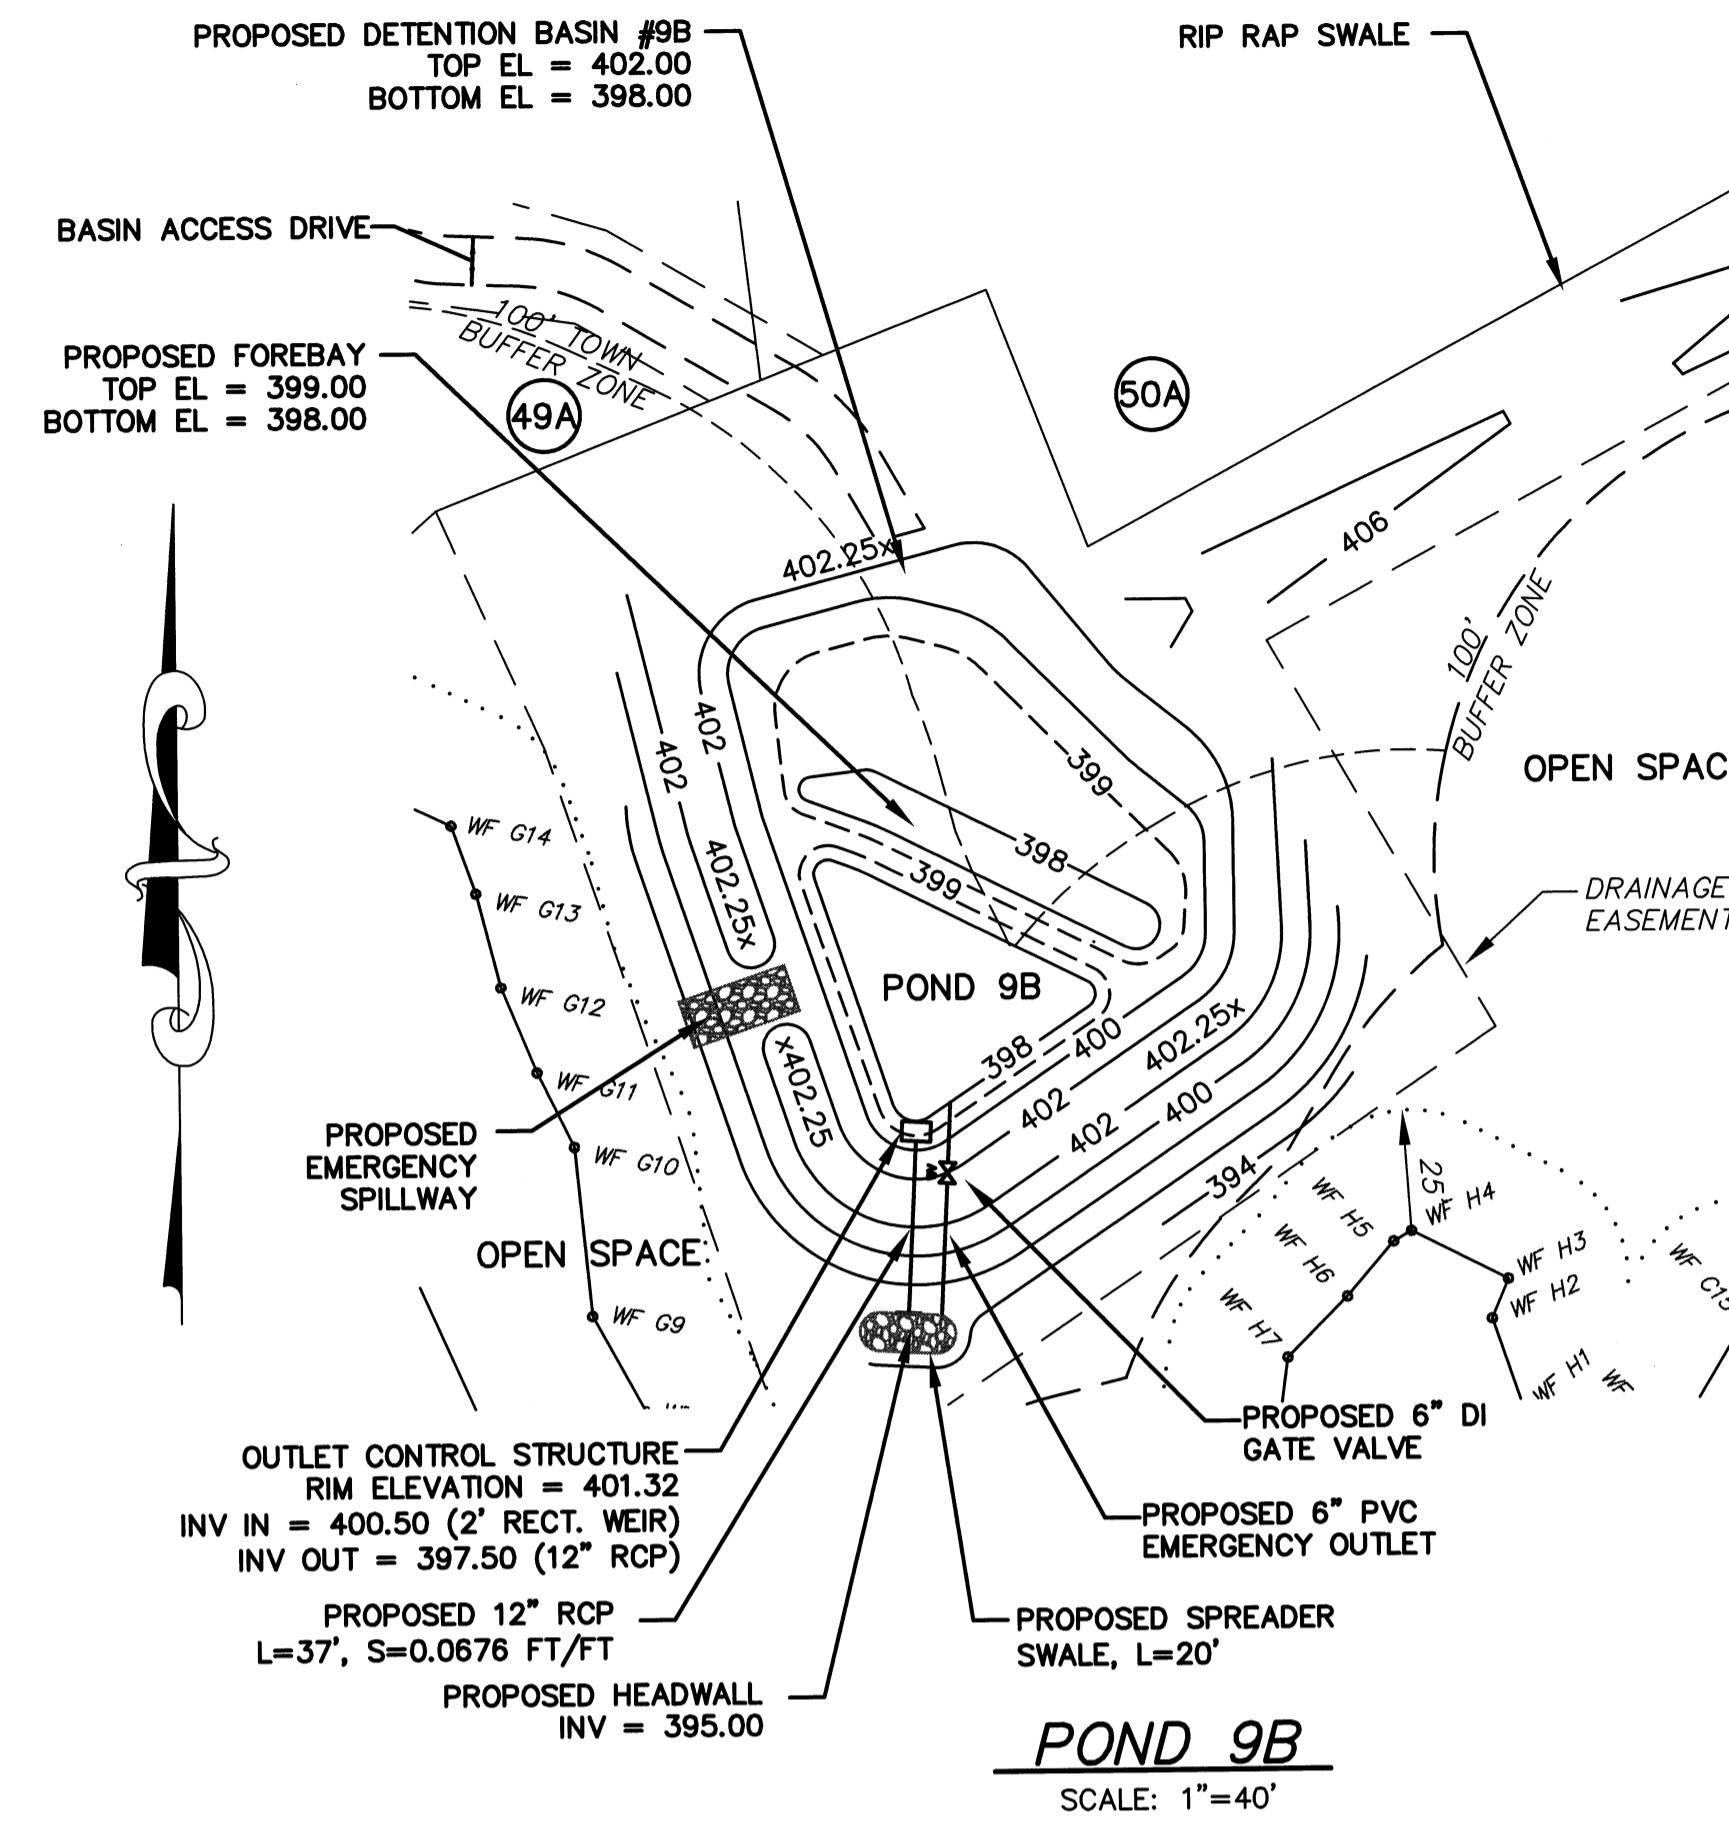 PROPOSED DETENTION BASIN #9B
TOP EL = 402.00
BOTTOM EL = 398.00
RIP RAP SWALE
BASIN ACCESS DRIVE
100' TOWN
BUFFER ZONE
PROPOSED FOREBAY
TOP EL = 399.00
BOTTOM EL = 398.00
49A
50A
406
402.25x
100'
BUFFER ZONE
402
402
399
OPEN SPAC
398
399
402.25x
WF G14
WF G13
WF G12
WF G11
WF G10
WF G9
DRAINAGE
EASEMENT
POND 9B
398
400
402.25x
x402.25
402
402
400
394
PROPOSED
EMERGENCY
SPILLWAY
OPEN SPACE
25'
WF H5
WF H4
WF H6
WF H3
WF H2
WF H7
WF H1
WF
WF C15
OUTLET CONTROL STRUCTURE
RIM ELEVATION = 401.32
INV IN = 400.50 (2' RECT. WEIR)
INV OUT = 397.50 (12" RCP)
PROPOSED 6" DI
GATE VALVE
PROPOSED 6" PVC
EMERGENCY OUTLET
PROPOSED 12" RCP
L=37', S=0.0676 FT/FT
PROPOSED SPREADER
SWALE, L=20'
PROPOSED HEADWALL
INV = 395.00
POND 9B
SCALE: 1"=40'